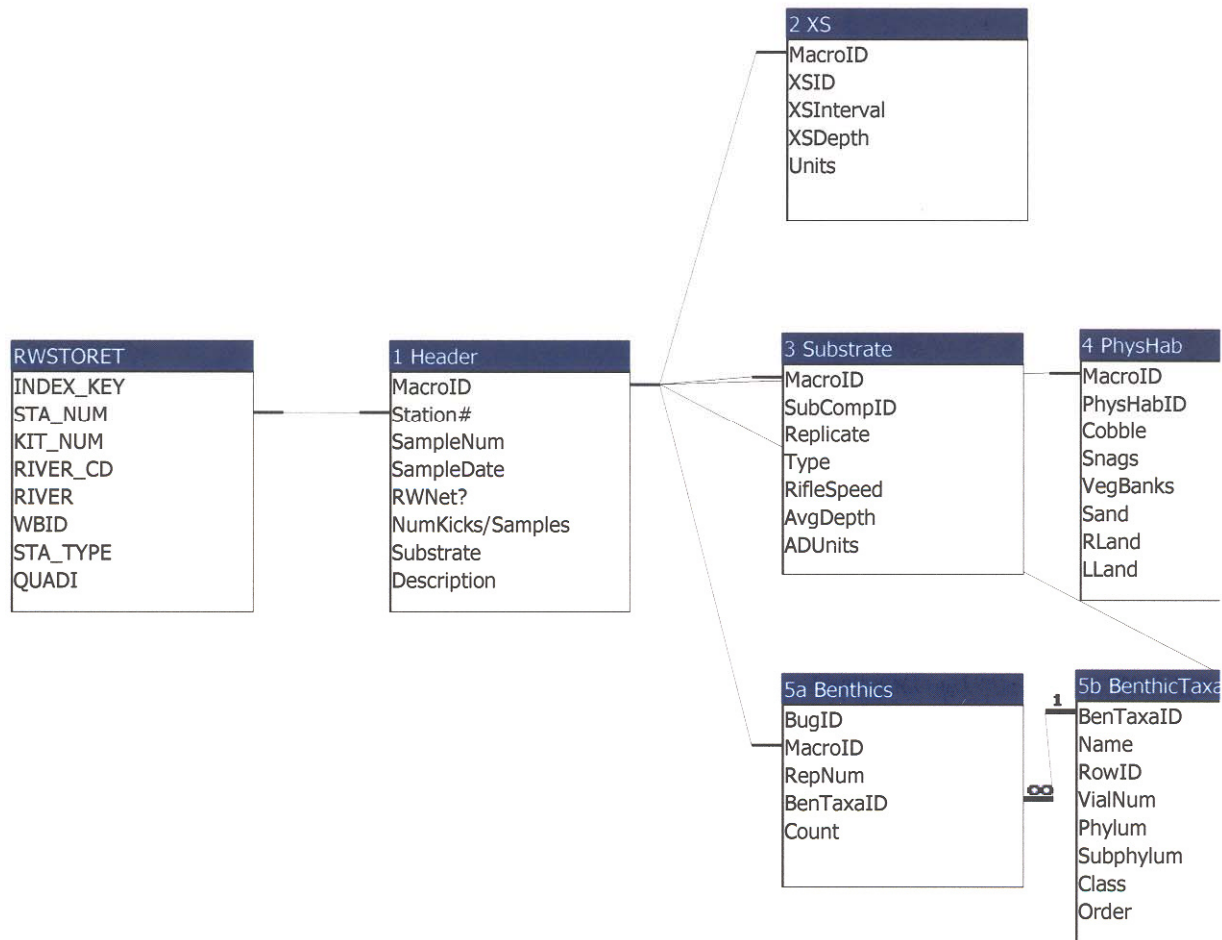 2 XS
MacroID
XSID
XSInterval
XSDepth
Units
RWSTORET
INDEX_KEY
STA_NUM
KIT_NUM
RIVER_CD
RIVER
WBID
STA_TYPE
QUADI
1 Header
MacroID
Station#
SampleNum
SampleDate
RWNet?
NumKicks/Samples
Substrate
Description
3 Substrate
MacroID
SubCompID
Replicate
Type
RifleSpeed
AvgDepth
ADUnits
4 PhysHab
MacroID
PhysHabID
Cobble
Snags
VegBanks
Sand
RLand
LLand
5a Benthics
BugID
MacroID
RepNum
BenTaxaID
Count
1
∞
5b BenthicTaxa
BenTaxaID
Name
RowID
VialNum
Phylum
Subphylum
Class
Order